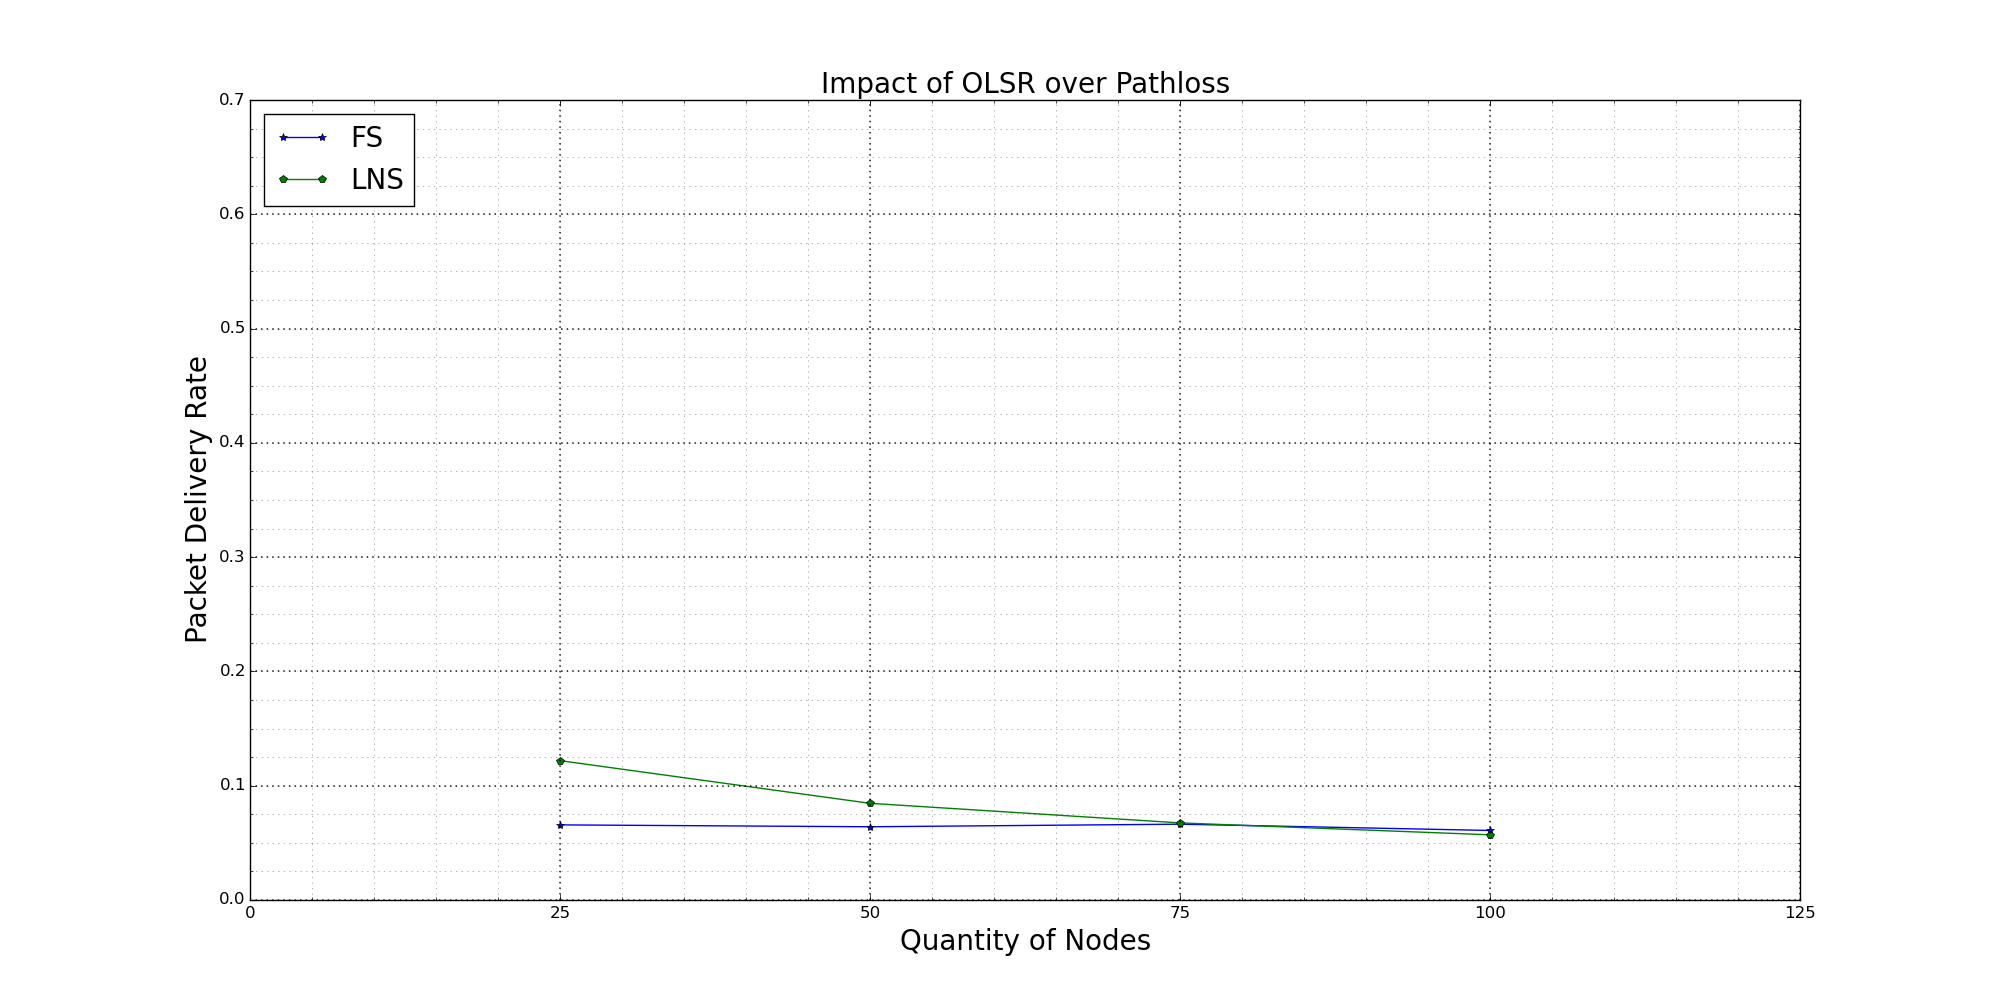 Impact of OLSR over Pathloss
FS
LNS
Packet Delivery Rate
0.7
0.6
0.5
0.4
0.3
0.2
0.1
0.0
0 25 50 75 100 125
Quantity of Nodes